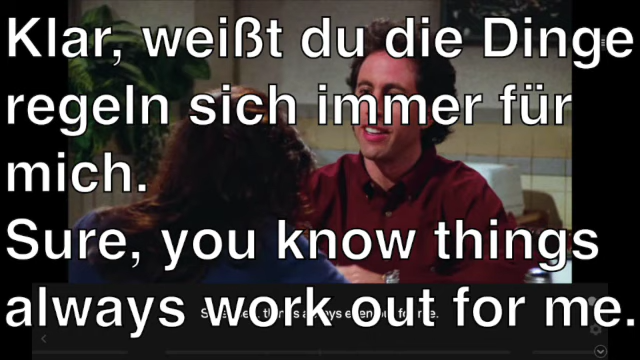 Klar, weißt du die Dinge
regeln sich immer für
mich.
Sure, you know things
always work out for me.